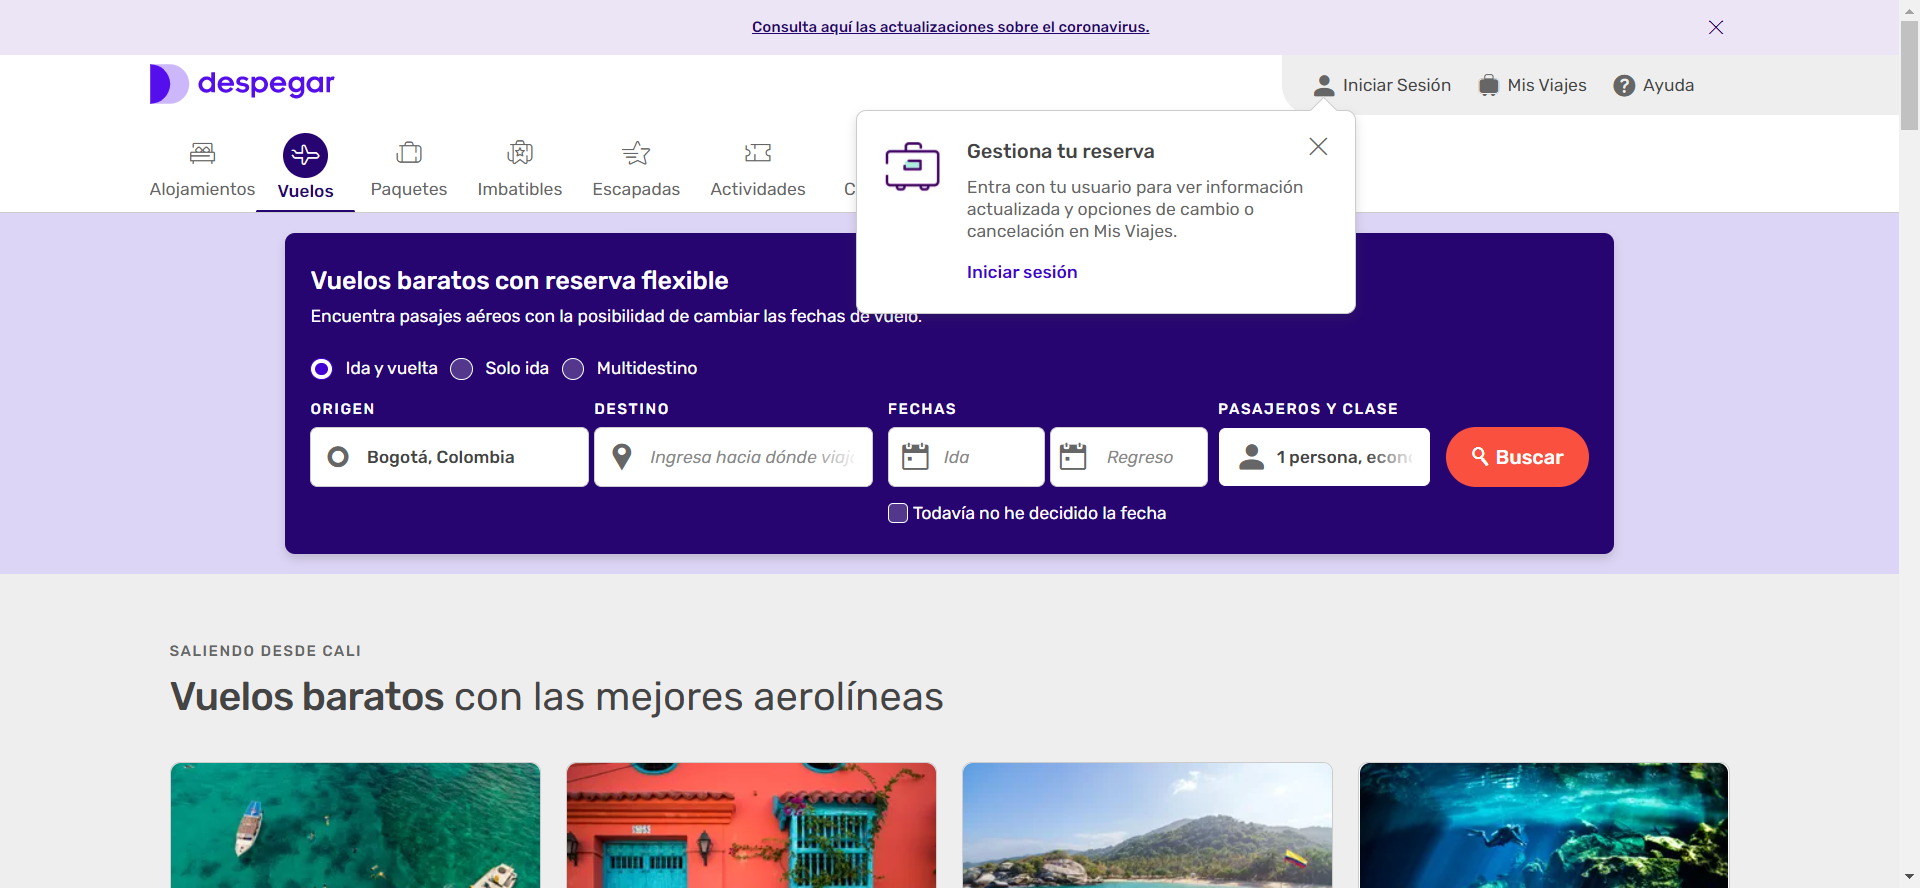 Consulta aquí las actualizaciones sobre el coronavirus.
despegar
Iniciar Sesión
Mis Viajes
Ayuda
Alojamientos
Vuelos
Paquetes
Imbatibles
Escapadas
Actividades
C
Gestiona tu reserva
Entra con tu usuario para ver información
actualizada y opciones de cambio o
cancelación en Mis Viajes.
Iniciar sesión
Vuelos baratos con reserva flexible
Encuentra pasajes aéreos con la posibilidad de cambiar las fechas de vuelo.
Ida y vuelta
Solo ida
Multidestino
ORIGEN
DESTINO
FECHAS
PASAJEROS Y CLASE
Bogotá, Colombia
Ingresa hacia dónde viaj
Ida
Regreso
1 persona, econ
Buscar
Todavía no he decidido la fecha
SALIENDO DESDE CALI
Vuelos baratos con las mejores aerolíneas